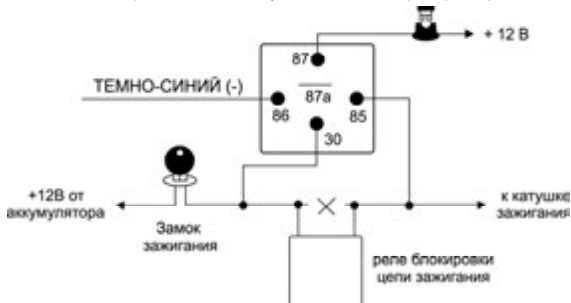 87
+ 12 В
ТЕМНО-СИНИЙ (-)
87а
86
85
30
+12В от
аккумулятора
Замок
зажигания
к катушке
зажигания
реле блокировки
цепи зажигания